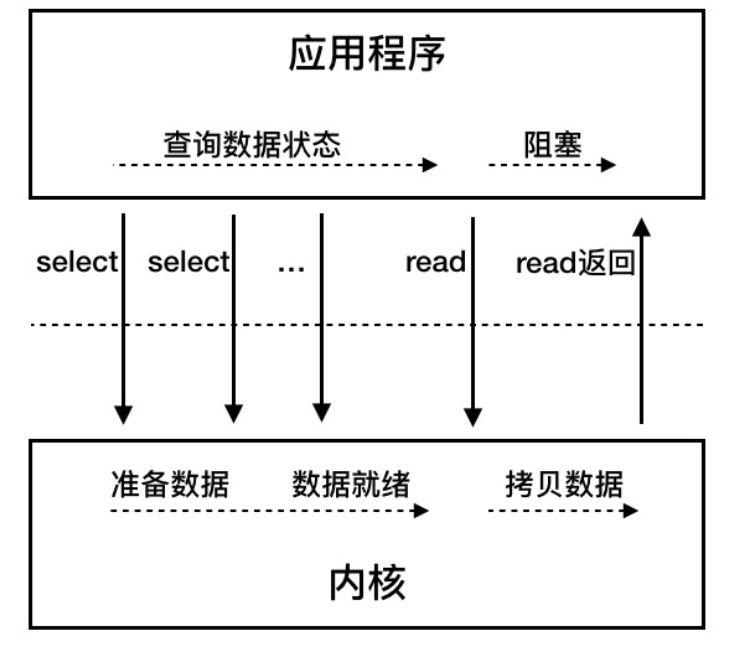 应用程序
查询数据状态 阻塞
select select ... read read返回
准备数据 数据就绪 拷贝数据
内核